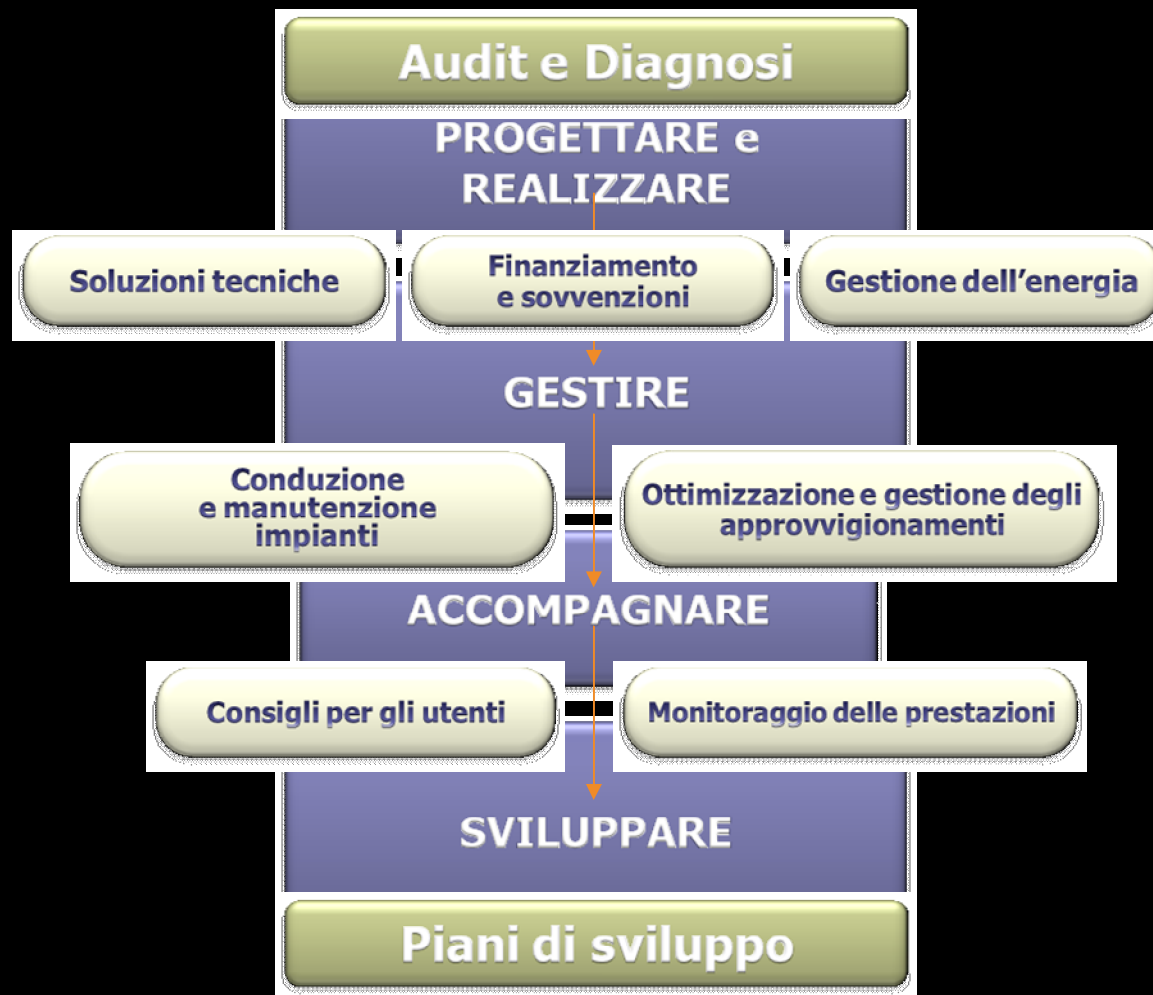 Audit e Diagnosi
PROGETTARE e
REALIZZARE
Soluzioni tecniche
Finanziamento
e sovvenzioni
Gestione dell’energia
GESTIRE
Conduzione
e manutenzione
impianti
Ottimizzazione e gestione degli
approvvigionamenti
ACCOMPAGNARE
Consigli per gli utenti
Monitoraggio delle prestazioni
SVILUPPARE
Piani di sviluppo